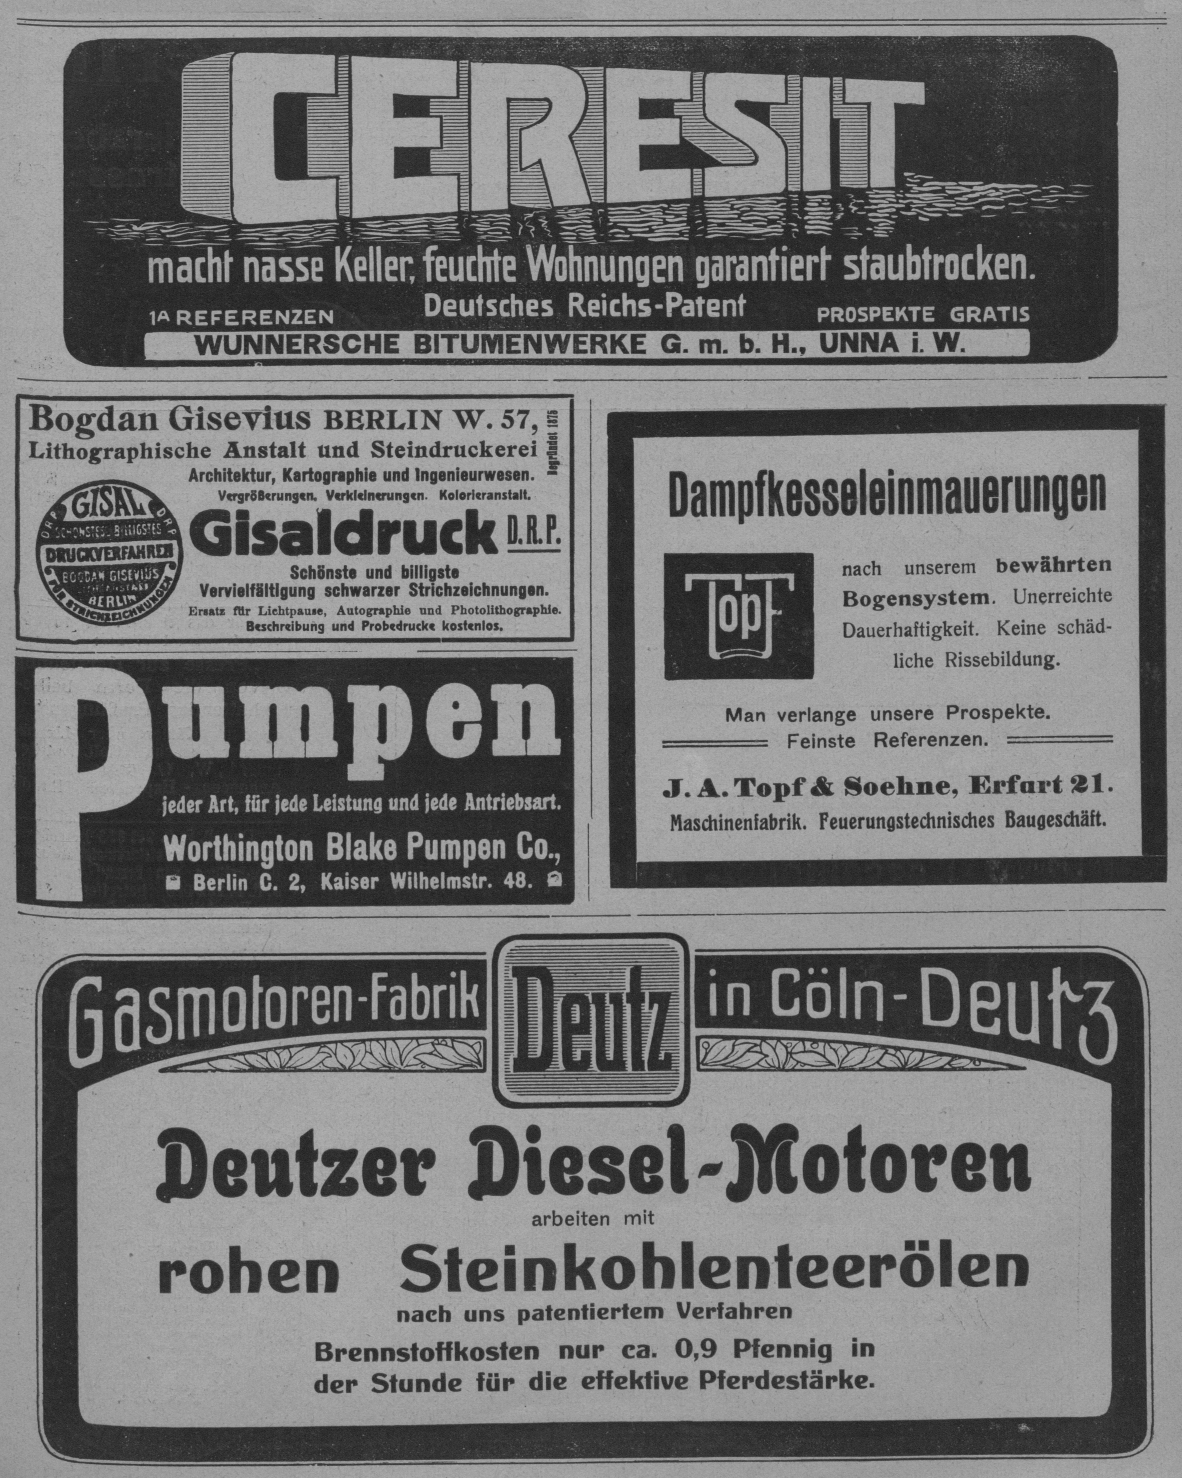 CERESIT
macht nasse Keller, feuchte Wohnungen garantiert staubtrocken.
Deutsches Reichs-Patent
1A REFERENZEN
PROSPEKTE GRATIS
WUNNERSCHE BITUMENWERKE G. m. b. H., UNNA i. W.
Bogdan Gisevius BERLIN W. 57,
Begründet 1875
Lithographische Anstalt und Steindruckerei
Architektur, Kartographie und Ingenieurwesen.
Vergrößerungen. Verkleinerungen. Kolorieranstalt.
D R P GISAL D R P
SCHÖNSTES BILLIGSTES
DRUCKVERFAHREN
BOGDAN GISEVIUS
BERLIN
FÜR STRICHZEICHNUNGEN
Gisaldruck D.R.P.
Schönste und billigste
Vervielfältigung schwarzer Strichzeichnungen.
Ersatz für Lichtpause, Autographie und Photolithographie.
Beschreibung und Probedrucke kostenlos.
Pumpen
jeder Art, für jede Leistung und jede Antriebsart.
Worthington Blake Pumpen Co.,
Berlin C. 2, Kaiser Wilhelmstr. 48.
Dampfkesseleinmauerungen
Topf
nach unserem bewährten
Bogensystem. Unerreichte
Dauerhaftigkeit. Keine schäd-
liche Rissebildung.
Man verlange unsere Prospekte.
Feinste Referenzen.
J. A. Topf & Soehne, Erfurt 21.
Maschinenfabrik. Feuerungstechnisches Baugeschäft.
Gasmotoren-Fabrik Deutz in Cöln-Deutz
Deutzer Diesel-Motoren
arbeiten mit
rohen Steinkohlenteerölen
nach uns patentiertem Verfahren
Brennstoffkosten nur ca. 0,9 Pfennig in
der Stunde für die effektive Pferdestärke.